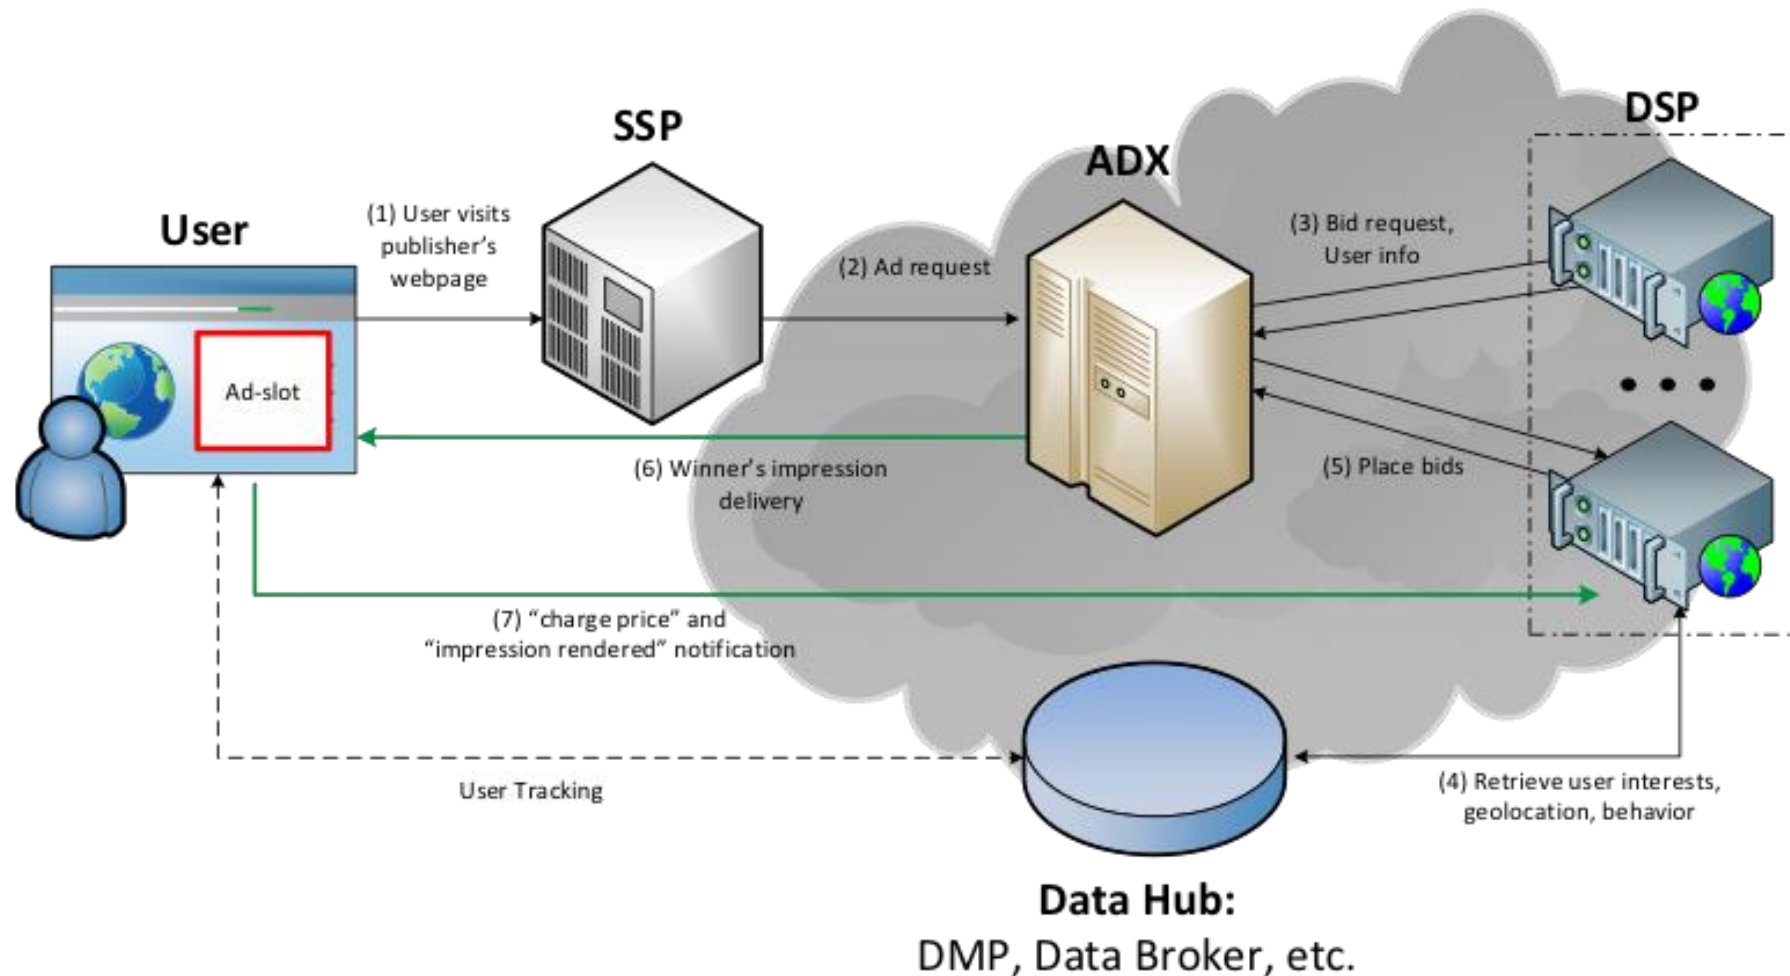 User
Ad-slot
(1) User visits
publisher's
webpage
SSP
(2) Ad request
ADX
(3) Bid request,
User info
DSP
(4) Retrieve user interests,
geolocation, behavior
(5) Place bids
(6) Winner's impression
delivery
(7) “charge price” and
“impression rendered” notification
User Tracking
Data Hub:
DMP, Data Broker, etc.